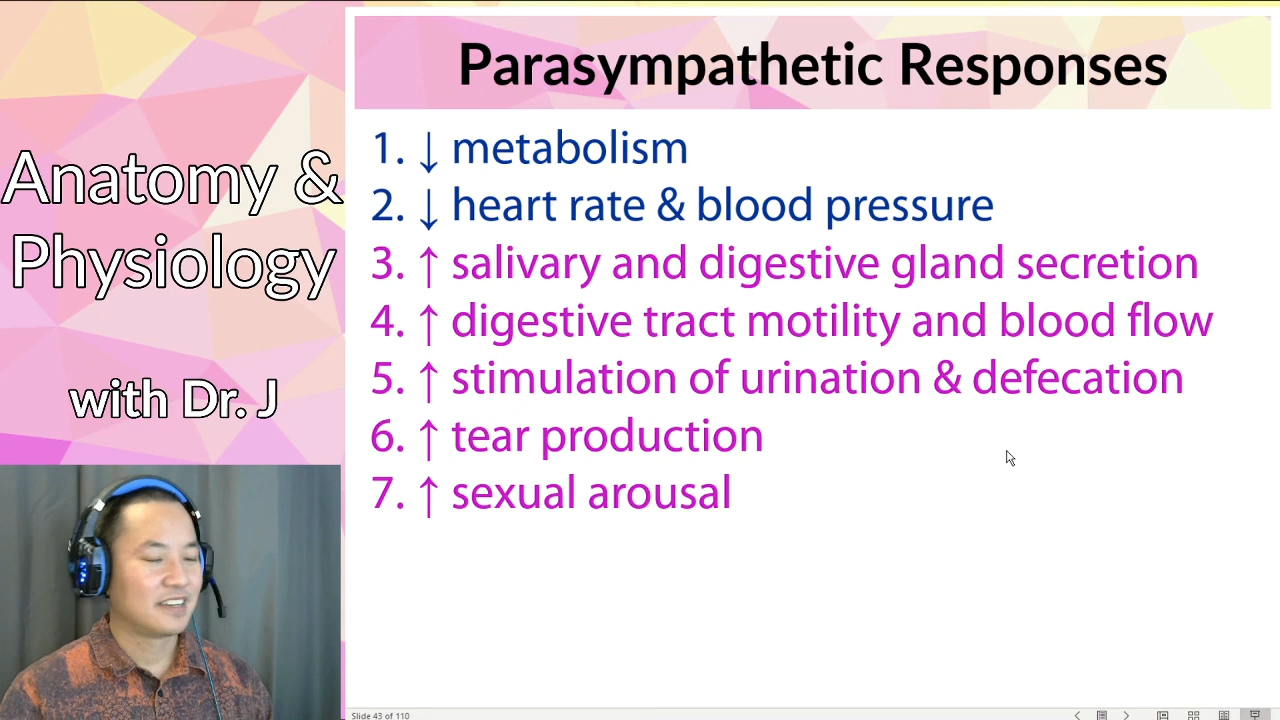 Anatomy &
Physiology
with Dr. J
Parasympathetic Responses
1. ↓ metabolism
2. ↓ heart rate & blood pressure
3. ↑ salivary and digestive gland secretion
4. ↑ digestive tract motility and blood flow
5. ↑ stimulation of urination & defecation
6. ↑ tear production
7. ↑ sexual arousal
Slide 43 of 110